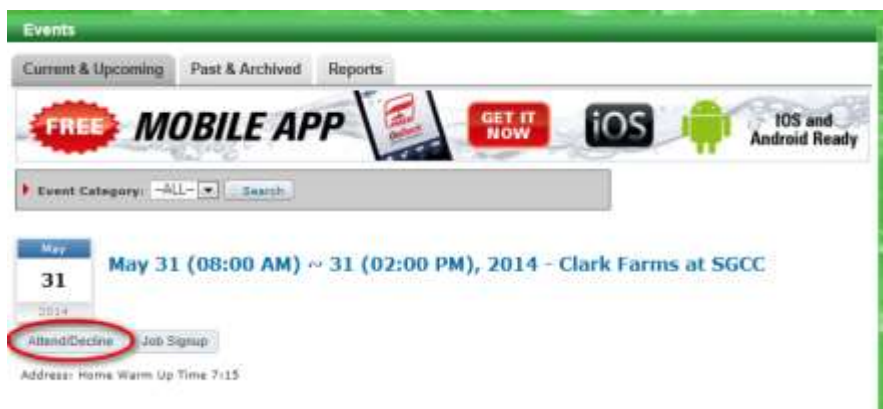 Events
Current & Upcoming Past & Archived Reports
FREE MOBILE APP GET IT NOW iOS IOS and Android Ready
Event Category: --ALL-- Search
May
31
2014
May 31 (08:00 AM) ~ 31 (02:00 PM), 2014 - Clark Farms at SGCC
Attend/Decline Job Signup
Address: Home Warm Up Time 7:15